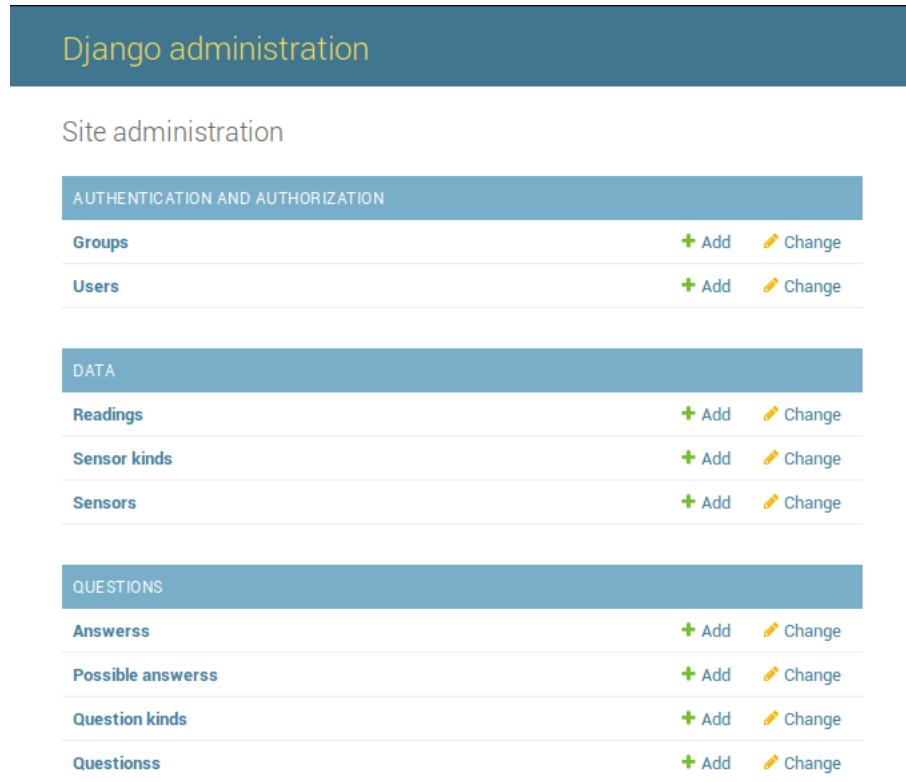 Django administration
Site administration
AUTHENTICATION AND AUTHORIZATION
Groups Add Change
Users Add Change
DATA
Readings Add Change
Sensor kinds Add Change
Sensors Add Change
QUESTIONS
Answerss Add Change
Possible answerss Add Change
Question kinds Add Change
Questionss Add Change